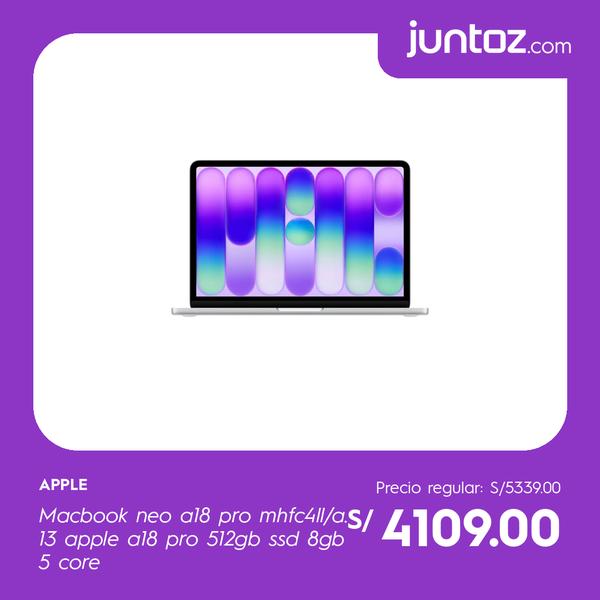 juntoz.com
APPLE
Precio regular: S/5339.00
Macbook neo a18 pro mhfc4ll/a.
13 apple a18 pro 512gb ssd 8gb
5 core
S/ 4109.00